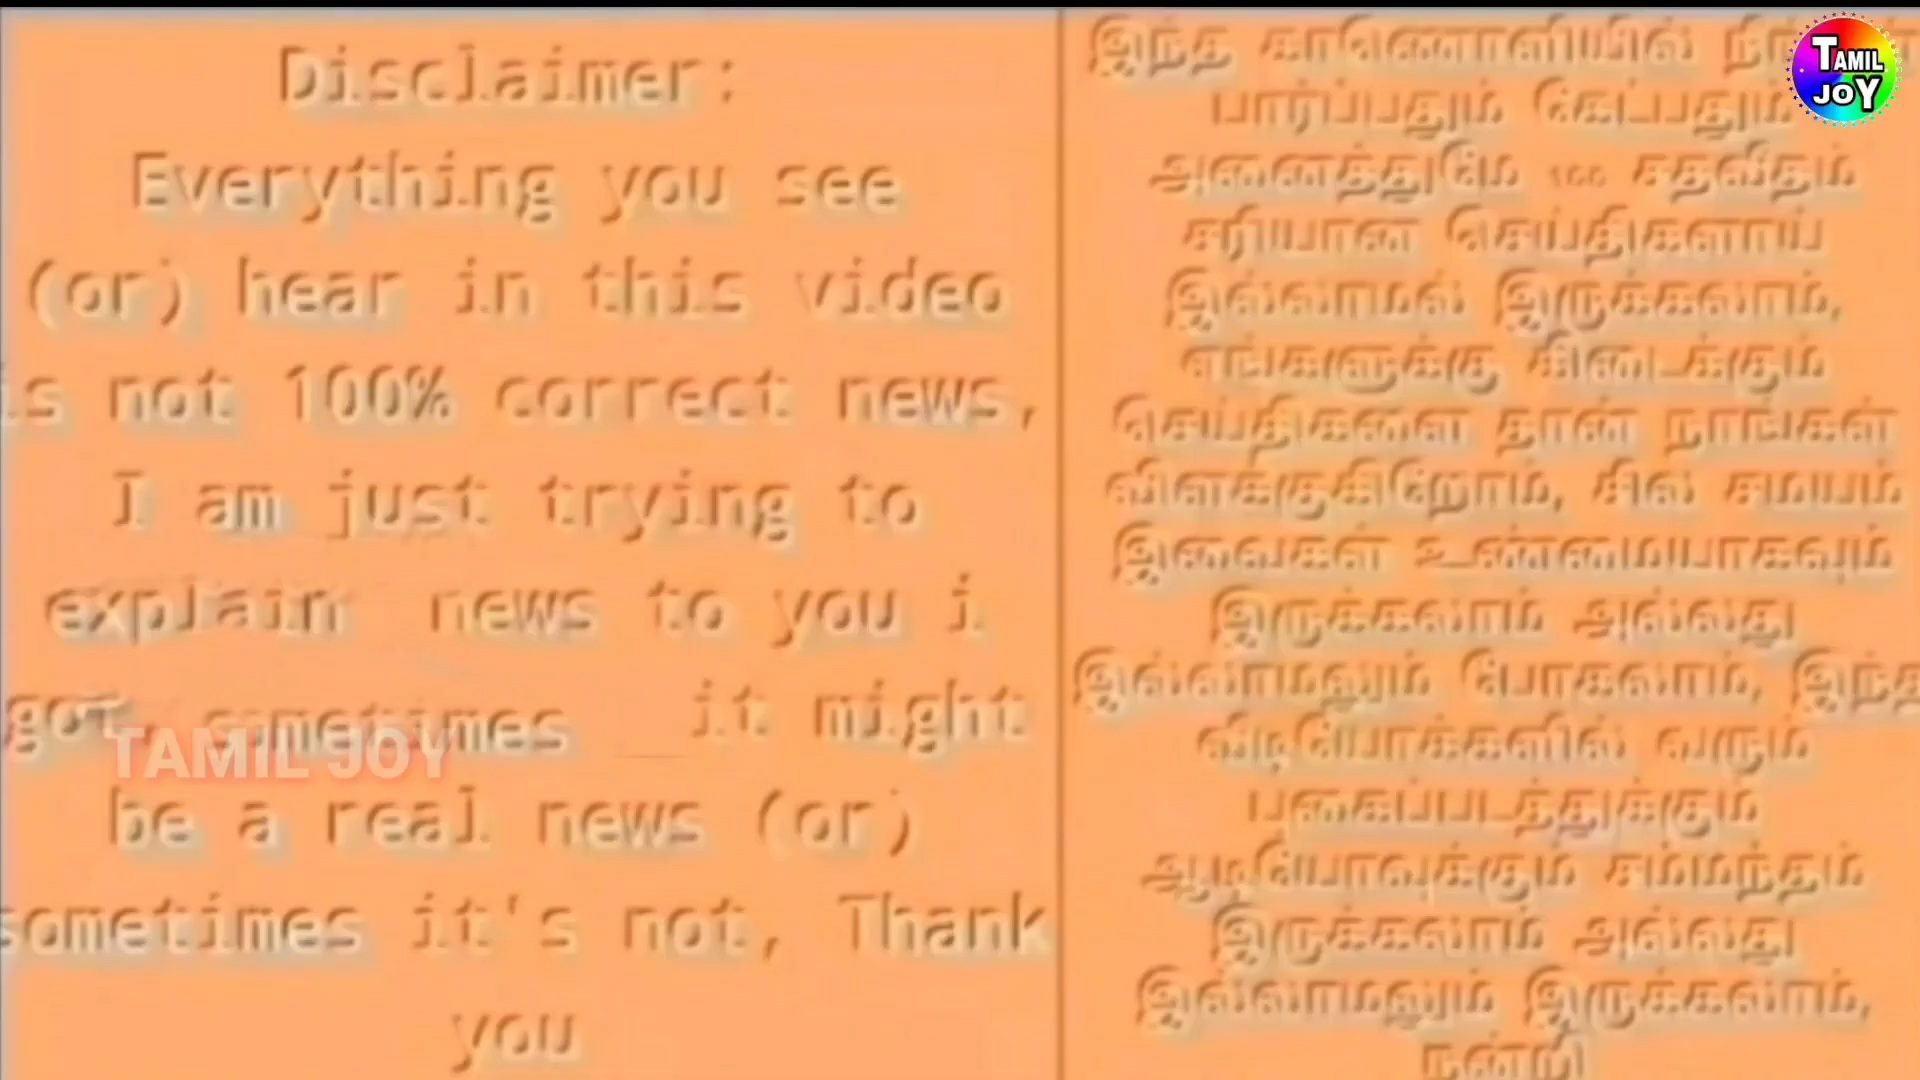 Disclaimer:
Everything you see
(or) hear in this video
is not 100% correct news,
I am just trying to
explain news to you i
got, sometimes it might
be a real news (or)
sometimes it's not, Thank
you
இந்த காணொளியில்
பார்ப்பதும் கேட்பதும்
அனைத்துமே 100 சதவீதம்
சரியான செய்திகளாய்
இல்லாமல் இருக்கலாம்,
எங்களுக்கு கிடைக்கும்
செய்திகளை தான் நாங்கள்
விளக்குகிறோம், சில சமயம்
இவைகள் உண்மையாகவும்
இருக்கலாம் அல்லது
இல்லாமலும் போகலாம், இந்த
வீடியோக்களில் வரும்
புகைப்படத்துக்கும்
ஆடியோவுக்கும் சம்மந்தம்
இருக்கலாம் அல்லது
இல்லாமலும் இருக்கலாம்,
நன்றி
TAMIL JOY
TAMIL
JOY